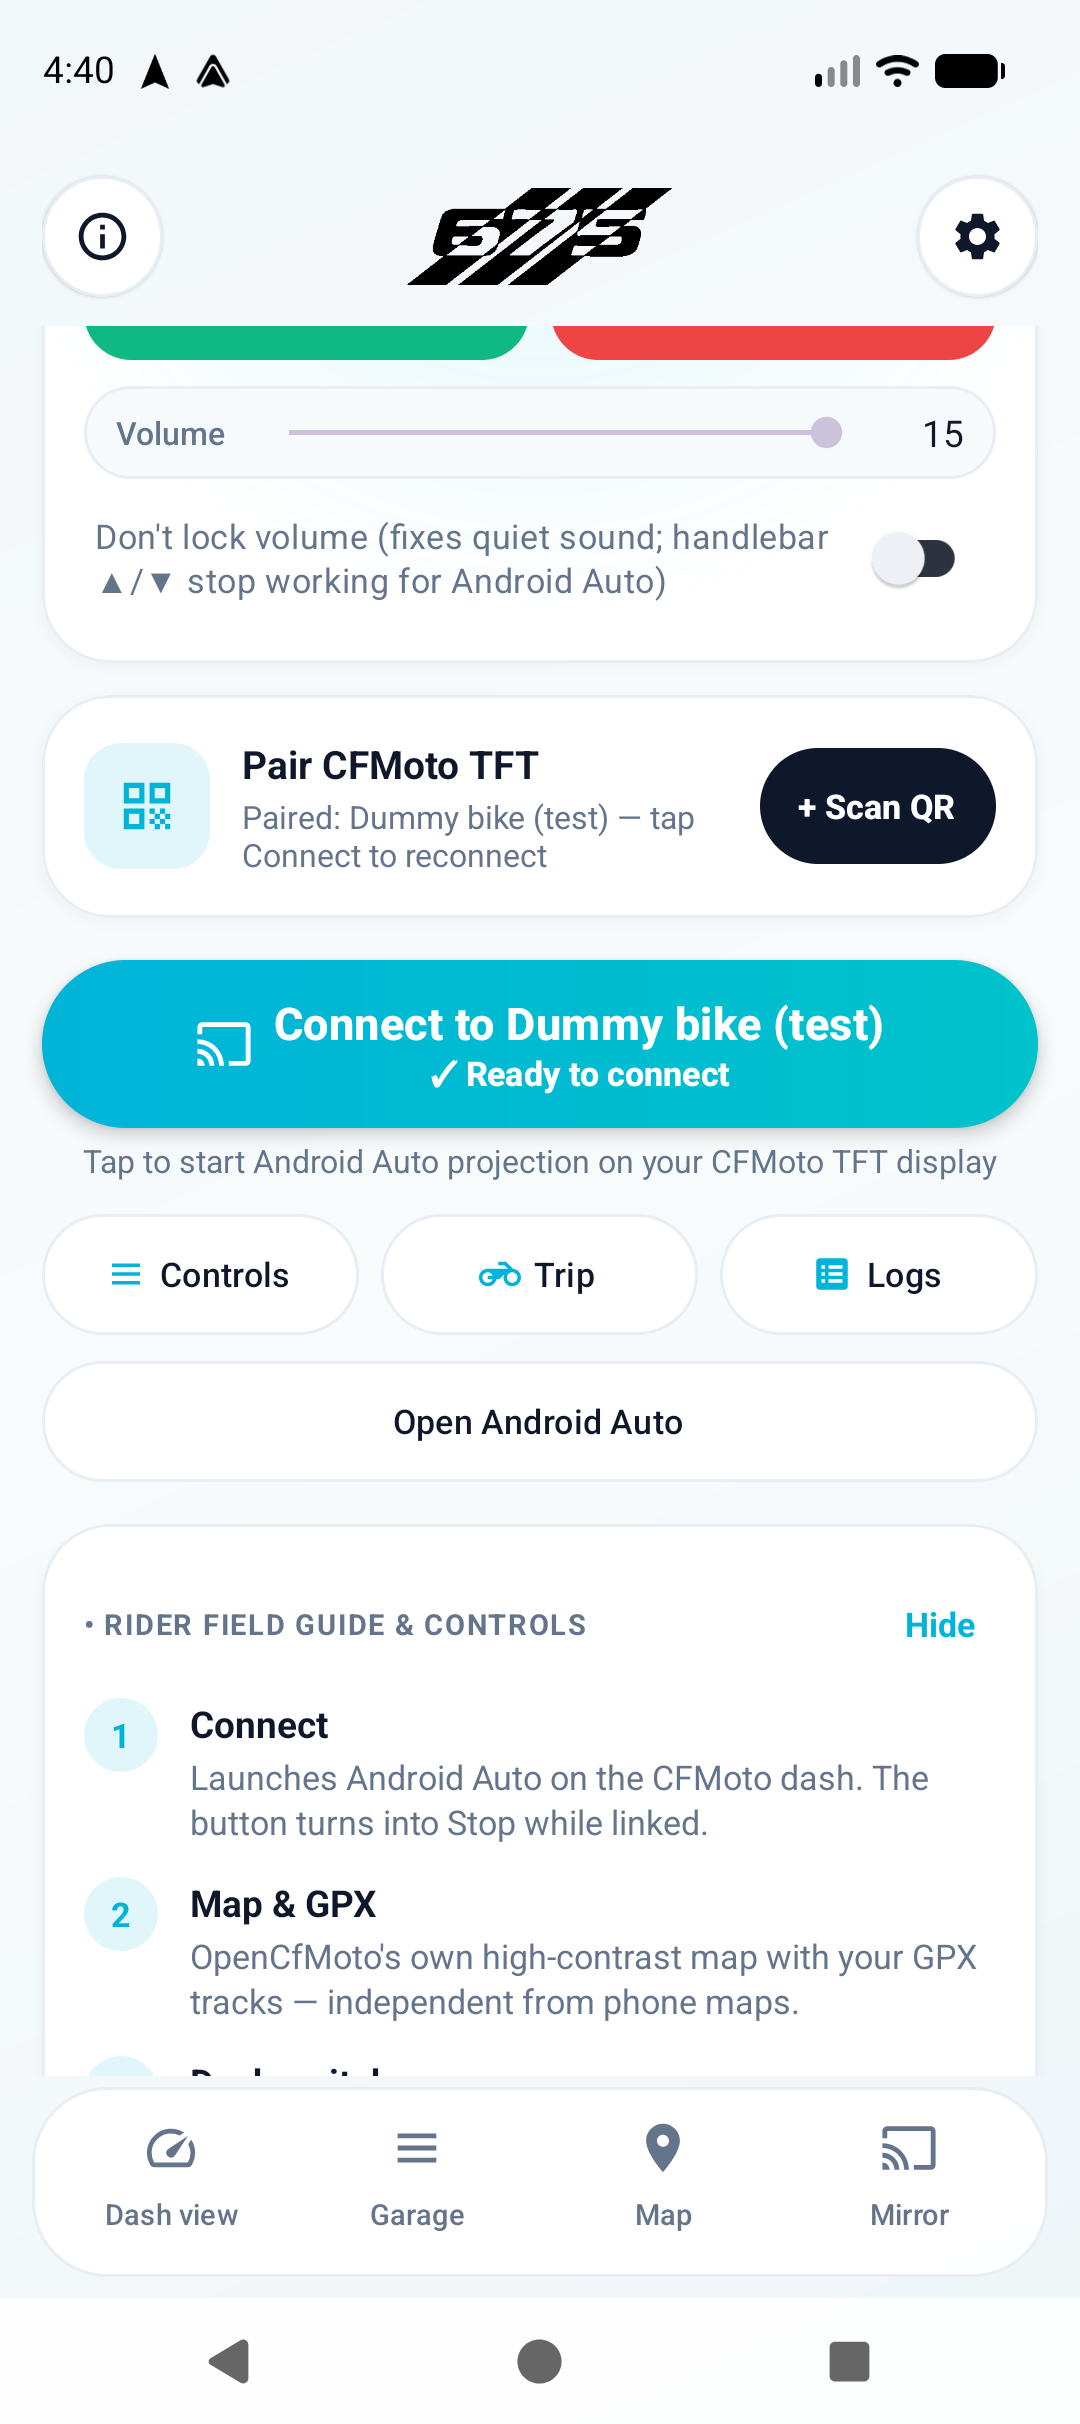 4:40
675
Volume
15
Don't lock volume (fixes quiet sound; handlebar
▲/▼ stop working for Android Auto)
Pair CFMoto TFT
Paired: Dummy bike (test) — tap
Connect to reconnect
+ Scan QR
Connect to Dummy bike (test)
✓ Ready to connect
Tap to start Android Auto projection on your CFMoto TFT display
Controls
Trip
Logs
Open Android Auto
• RIDER FIELD GUIDE & CONTROLS
Hide
1
Connect
Launches Android Auto on the CFMoto dash. The
button turns into Stop while linked.
2
Map & GPX
OpenCfMoto's own high-contrast map with your GPX
tracks — independent from phone maps.
Dash view
Garage
Map
Mirror